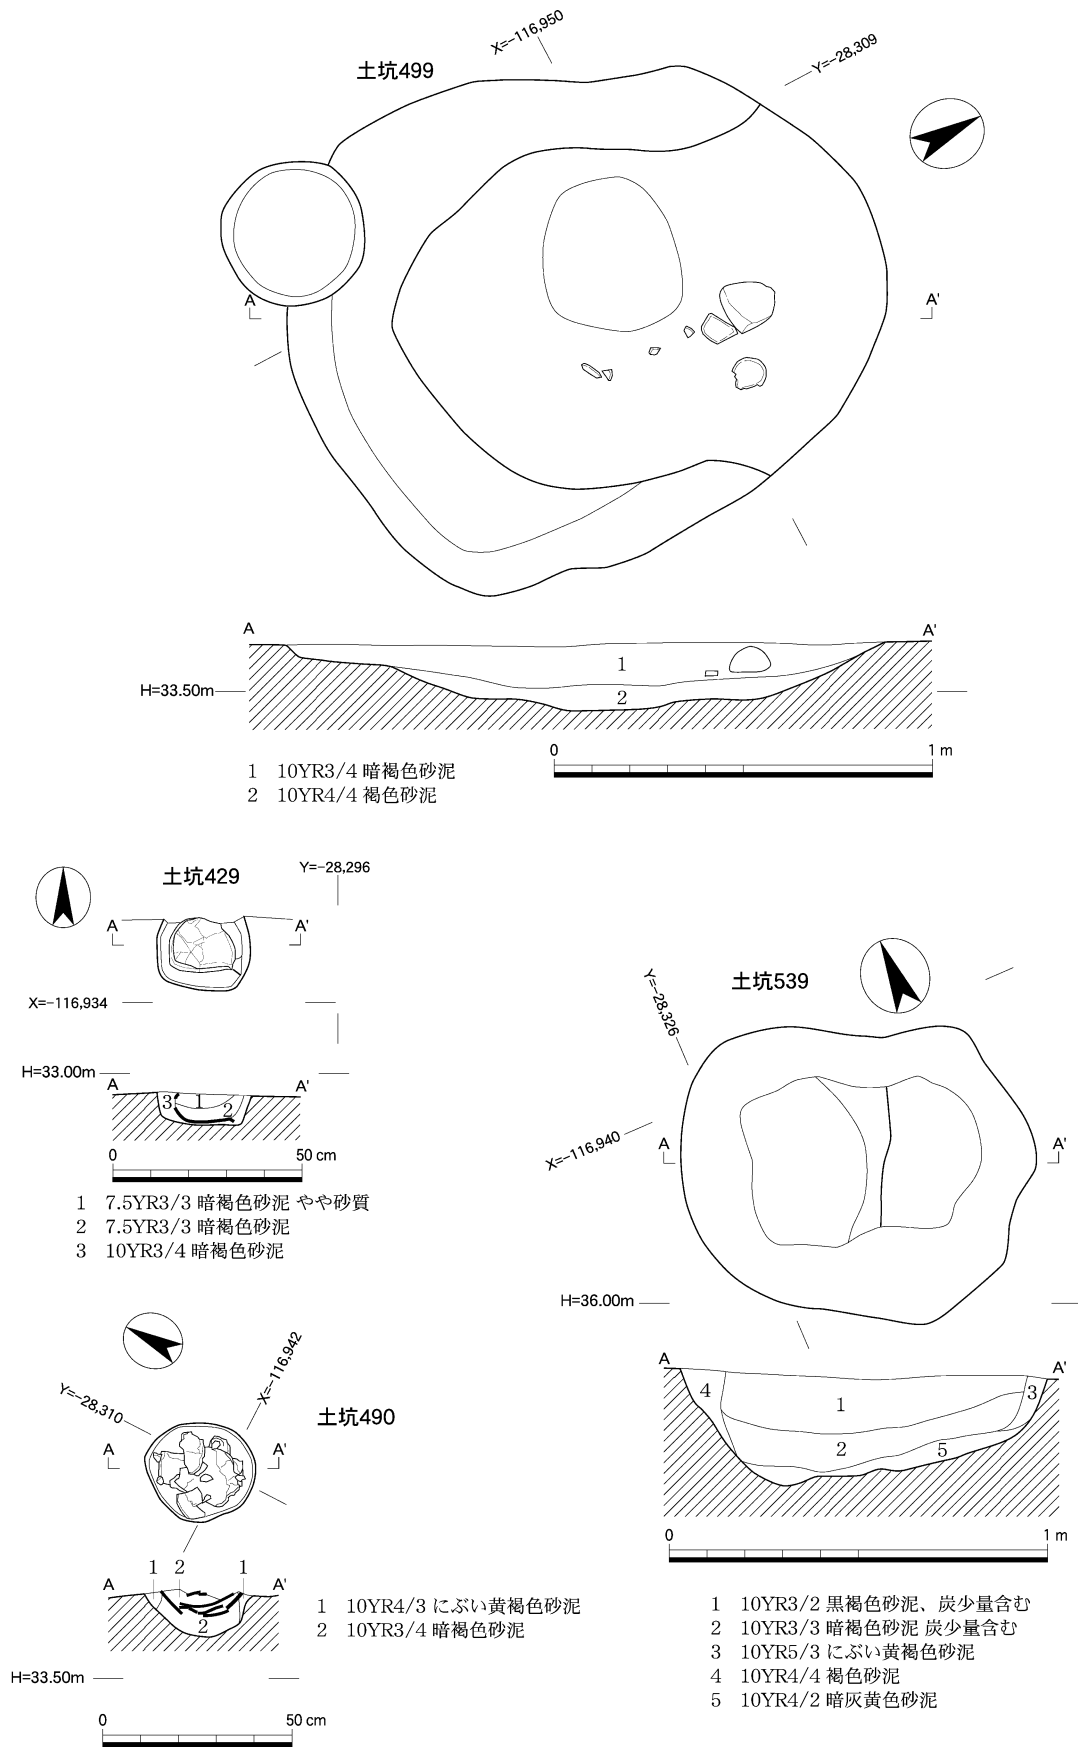 X=-116,950
Y=-28,309
土坑499
A
A'
A
A'
1
2
H=33.50m
0
1 m
1 10YR3/4 暗褐色砂泥
2 10YR4/4 褐色砂泥
土坑429
Y=-28,296
A
A'
X=-116,934
H=33.00m
A
A'
3
1
2
0
50 cm
1 7.5YR3/3 暗褐色砂泥 やや砂質
2 7.5YR3/3 暗褐色砂泥
3 10YR3/4 暗褐色砂泥
土坑539
Y=-28,326
X=-116,940
A
A'
H=36.00m
A
A'
4
1
3
2
5
0
1 m
1 10YR3/2 黒褐色砂泥、炭少量含む
2 10YR3/3 暗褐色砂泥 炭少量含む
3 10YR5/3 にぶい黄褐色砂泥
4 10YR4/4 褐色砂泥
5 10YR4/2 暗灰黄色砂泥
X=-116,942
Y=-28,310
土坑490
A
A'
1
2
1
A
A'
2
1 10YR4/3 にぶい黄褐色砂泥
2 10YR3/4 暗褐色砂泥
H=33.50m
0
50 cm